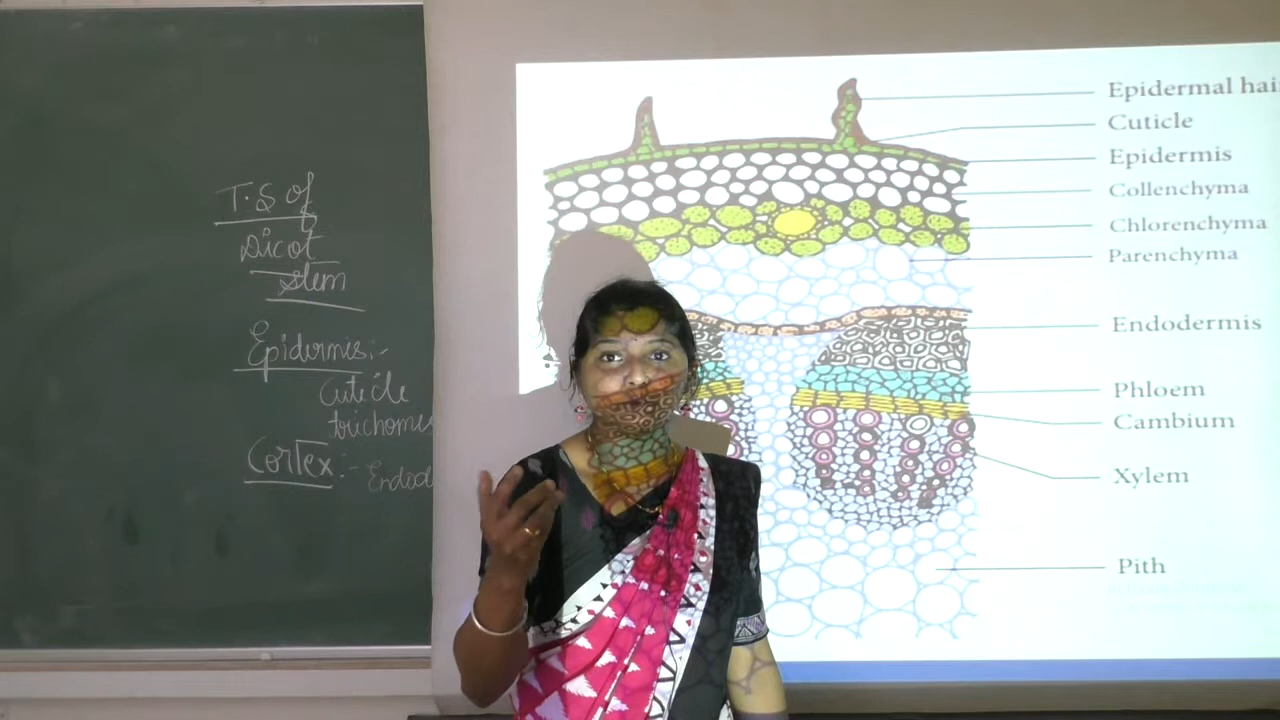 T.S of
Dicot
stem
Epidermis:-
Cuticle
trichomes
Cortex:- Endod
Epidermal hai
Cuticle
Epidermis
Collenchyma
Chlorenchyma
Parenchyma
Endodermis
Phloem
Cambium
Xylem
Pith